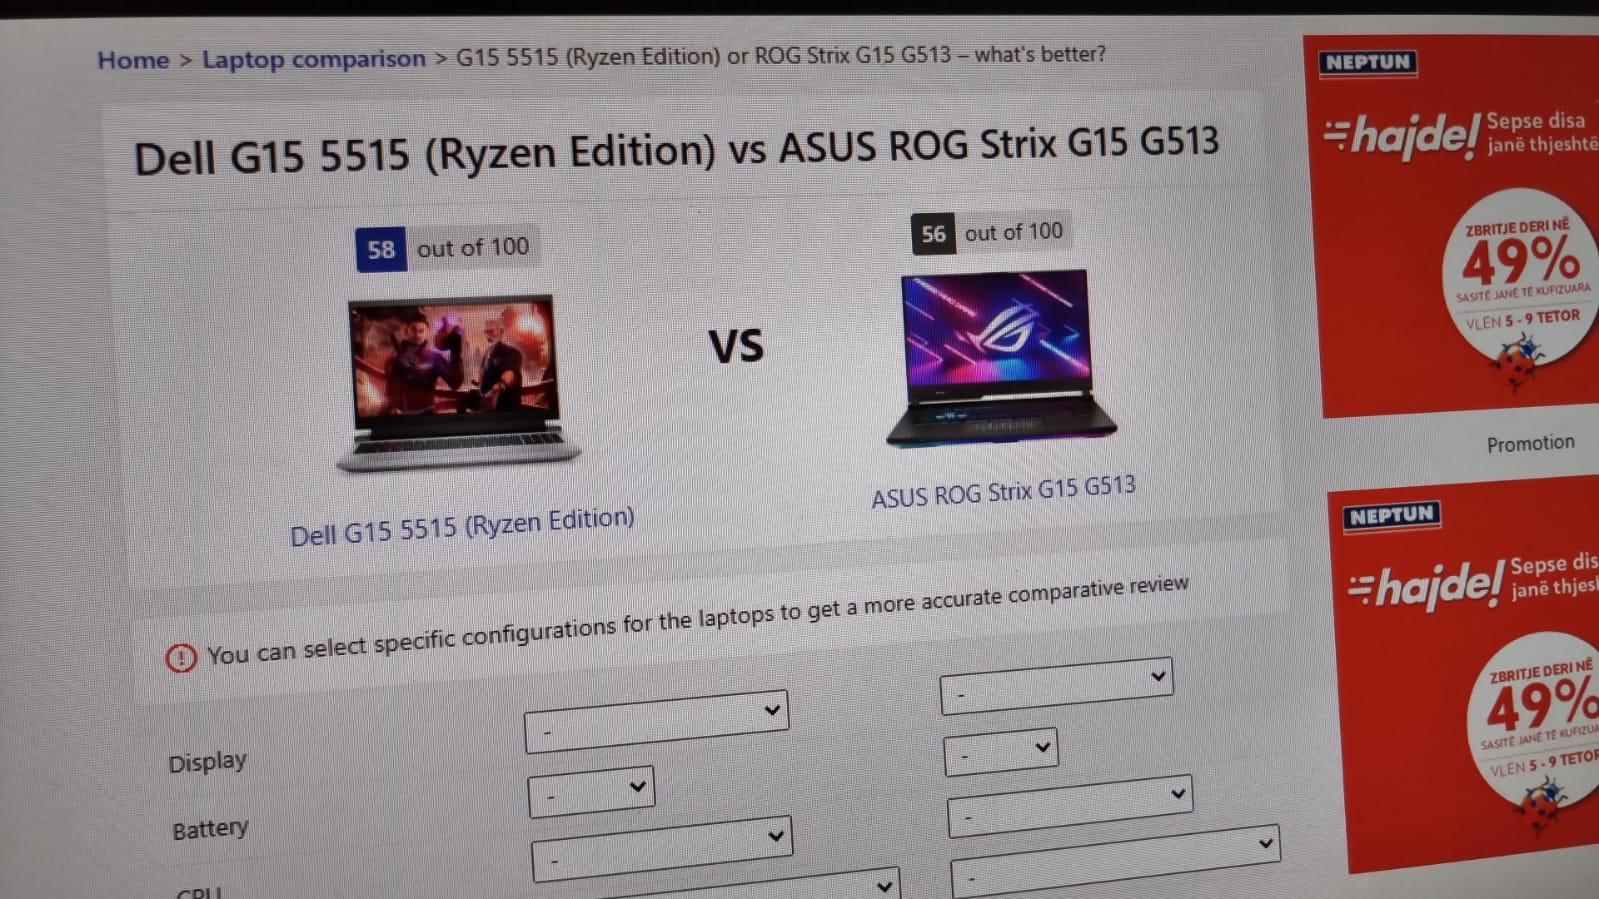 Home > Laptop comparison > G15 5515 (Ryzen Edition) or ROG Strix G15 G513 – what's better?
Dell G15 5515 (Ryzen Edition) vs ASUS ROG Strix G15 G513
58 out of 100
56 out of 100
VS
Dell G15 5515 (Ryzen Edition)
ASUS ROG Strix G15 G513
You can select specific configurations for the laptops to get a more accurate comparative review
Display
Battery
CPU
NEPTUN
hajde!
Sepse disa
janë thjeshtë
ZBRITJE DERI NË
49%
SASITË JANË TË KUFIZUARA
VLEN 5 - 9 TETOR
Promotion
NEPTUN
hajde!
Sepse dis
janë thjesh
ZBRITJE DERI NË
49%
SASITË JANË TË KUFIZUA
VLEN 5 - 9 TETOR